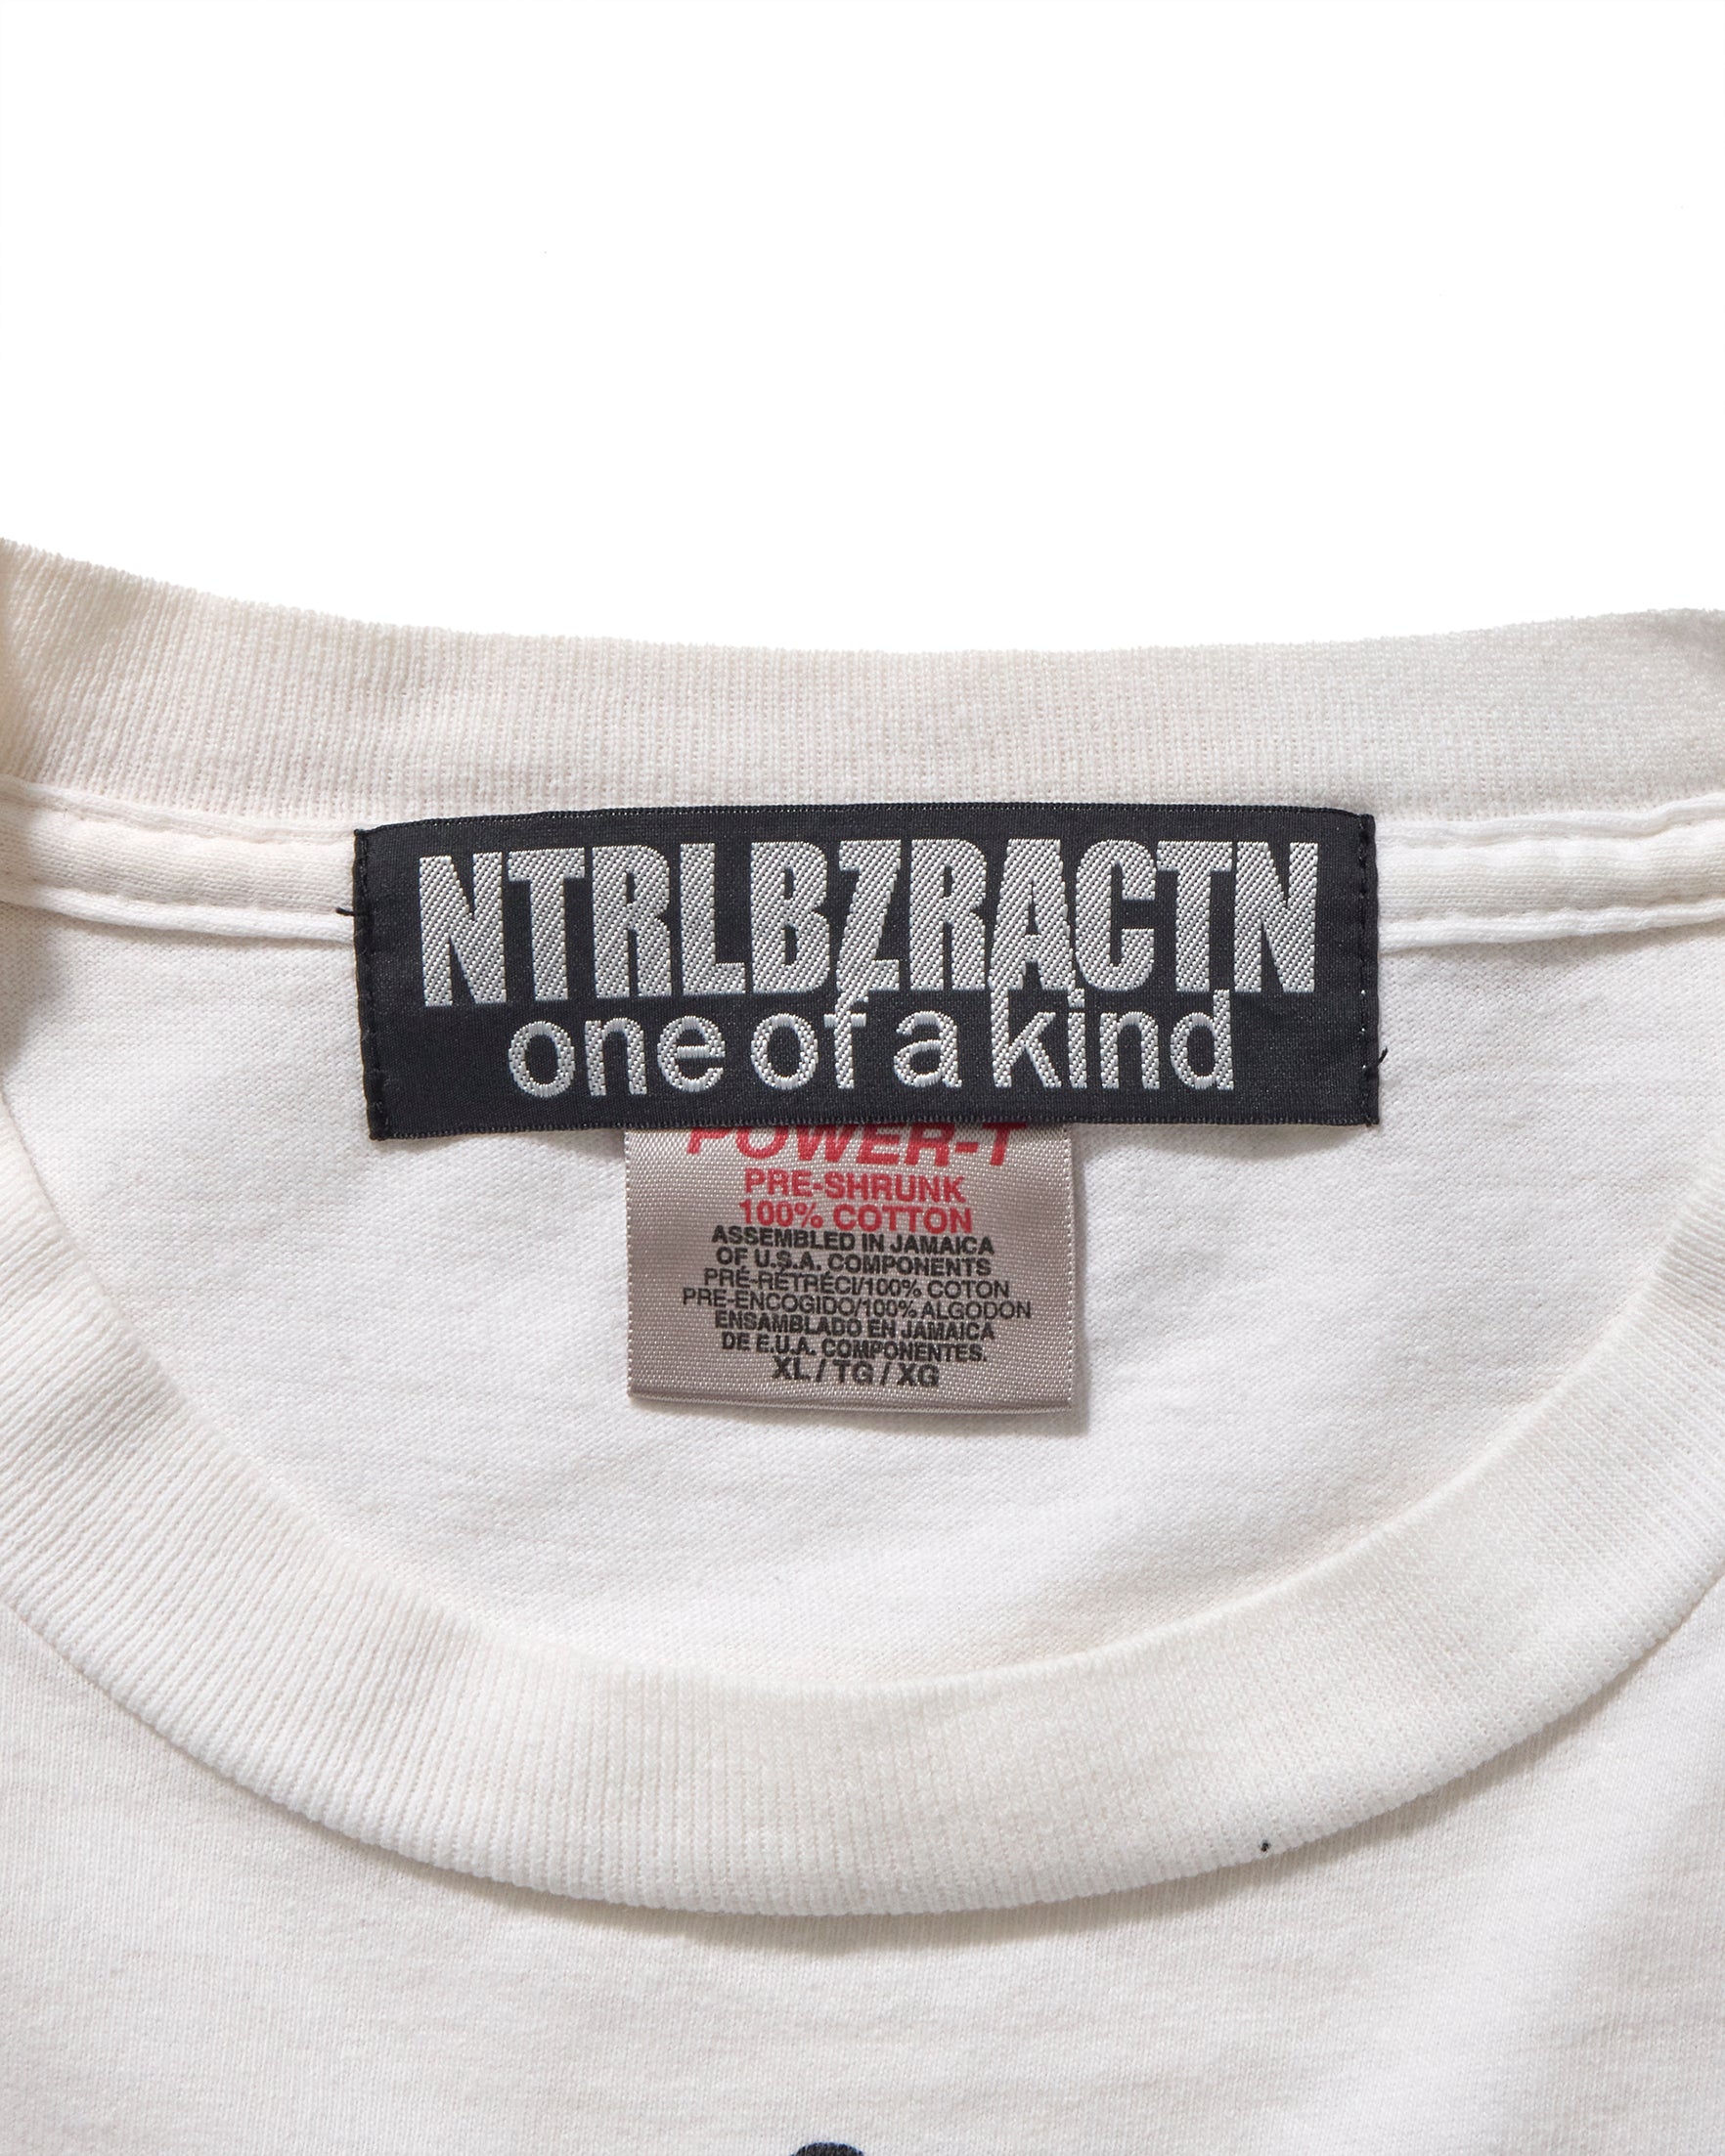 NTRLBZRACTN
one of a kind
POWER-T
PRE-SHRUNK
100% COTTON
ASSEMBLED IN JAMAICA
OF U.S.A. COMPONENTS
PRÉ-RÉTRÉCI/100% COTON
PRE-ENCOGIDO/100% ALGODON
ENSAMBLADO EN JAMAICA
DE E.U.A. COMPONENTES.
XL / TG / XG